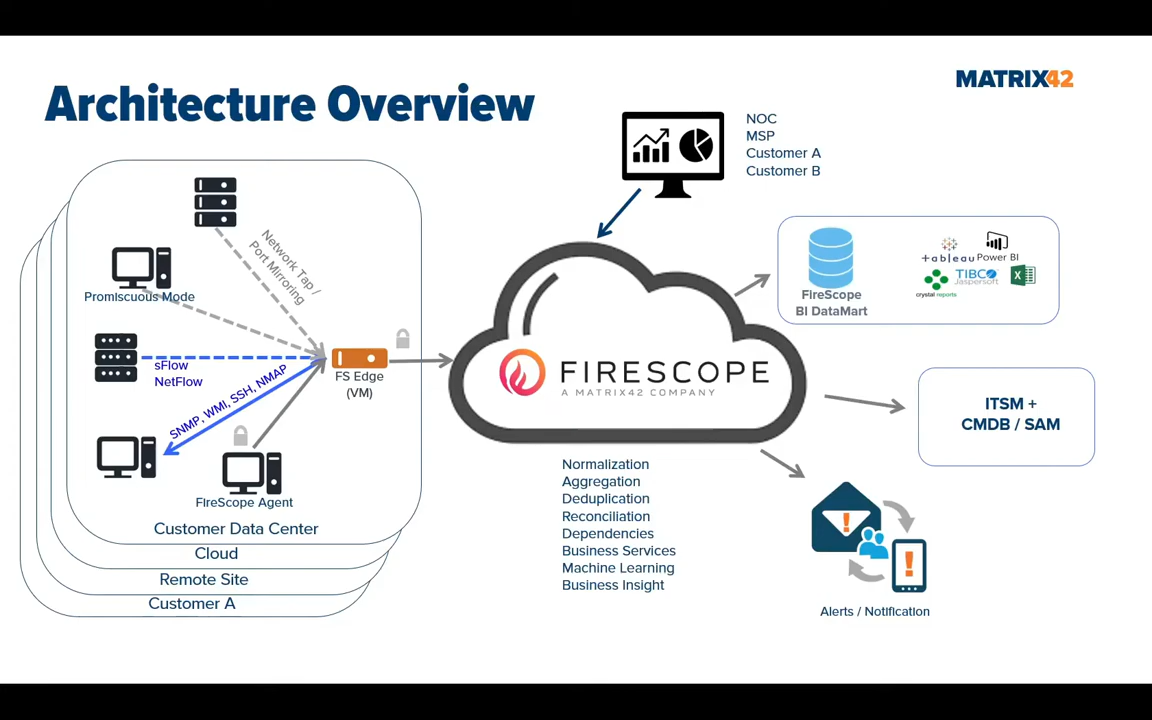 MATRIX42
Architecture Overview
NOC
MSP
Customer A
Customer B
Network Tap /
Port Mirroring
Promiscuous Mode
sFlow
NetFlow
SNMP, WMI, SSH, NMAP
FS Edge
(VM)
FireScope Agent
Customer Data Center
Cloud
Remote Site
Customer A
FIRESCOPE
A MATRIX42 COMPANY
Normalization
Aggregation
Deduplication
Reconciliation
Dependencies
Business Services
Machine Learning
Business Insight
FireScope
BI DataMart
+ableau
Power BI
crystal reports
TIBCO
Jaspersoft
X
ITSM +
CMDB / SAM
!
!
Alerts / Notification